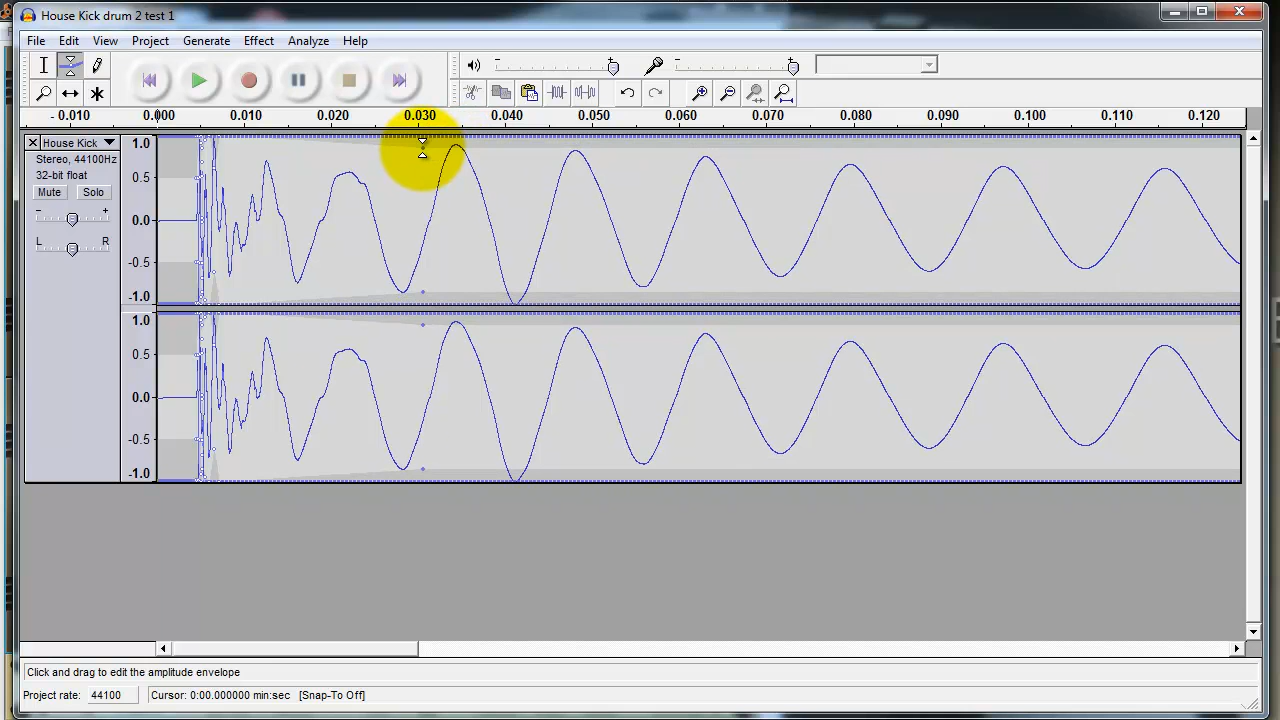 House Kick drum 2 test 1
File Edit View Project Generate Effect Analyze Help
- 0.010 0.000 0.010 0.020 0.030 0.040 0.050 0.060 0.070 0.080 0.090 0.100 0.110 0.120
House Kick
Stereo, 44100Hz
32-bit float
Mute Solo
- +
L R
1.0
0.5
0.0
-0.5
-1.0
1.0
0.5
0.0
-0.5
-1.0
Click and drag to edit the amplitude envelope
Project rate: 44100 Cursor: 0:00.000000 min:sec [Snap-To Off]